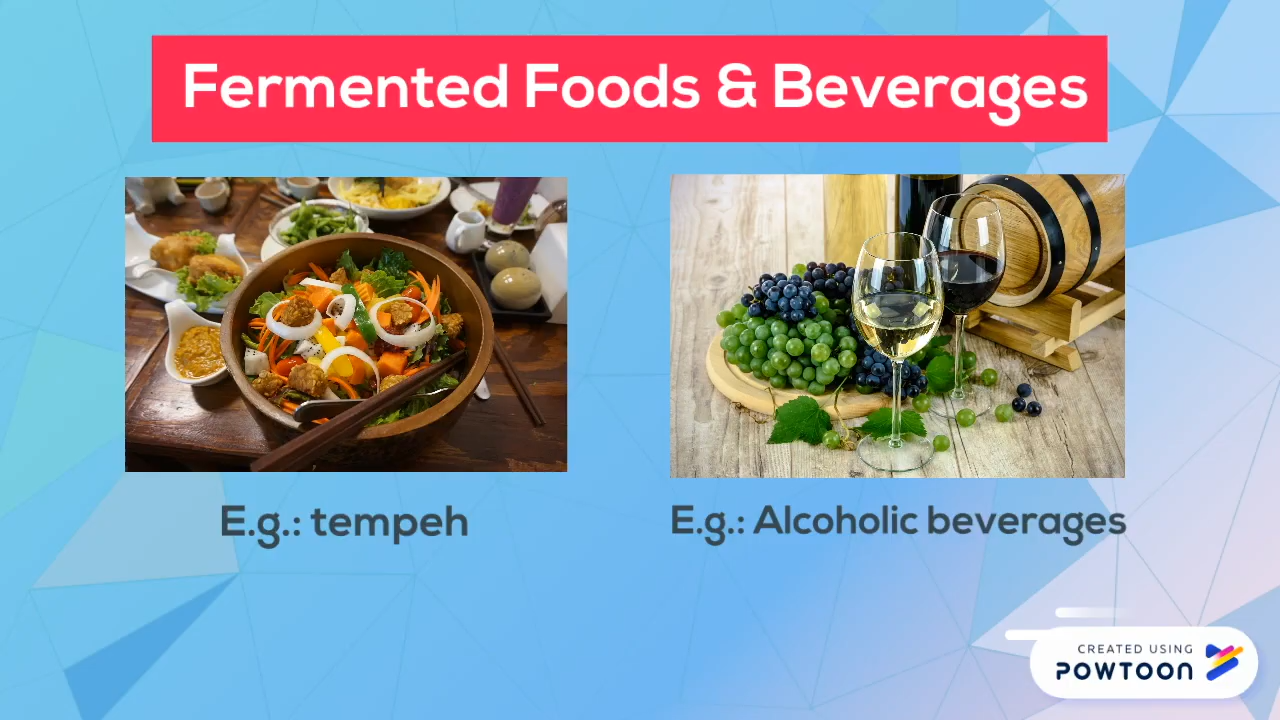 Fermented Foods & Beverages
E.g.: tempeh
E.g.: Alcoholic beverages
CREATED USING
POWTOON